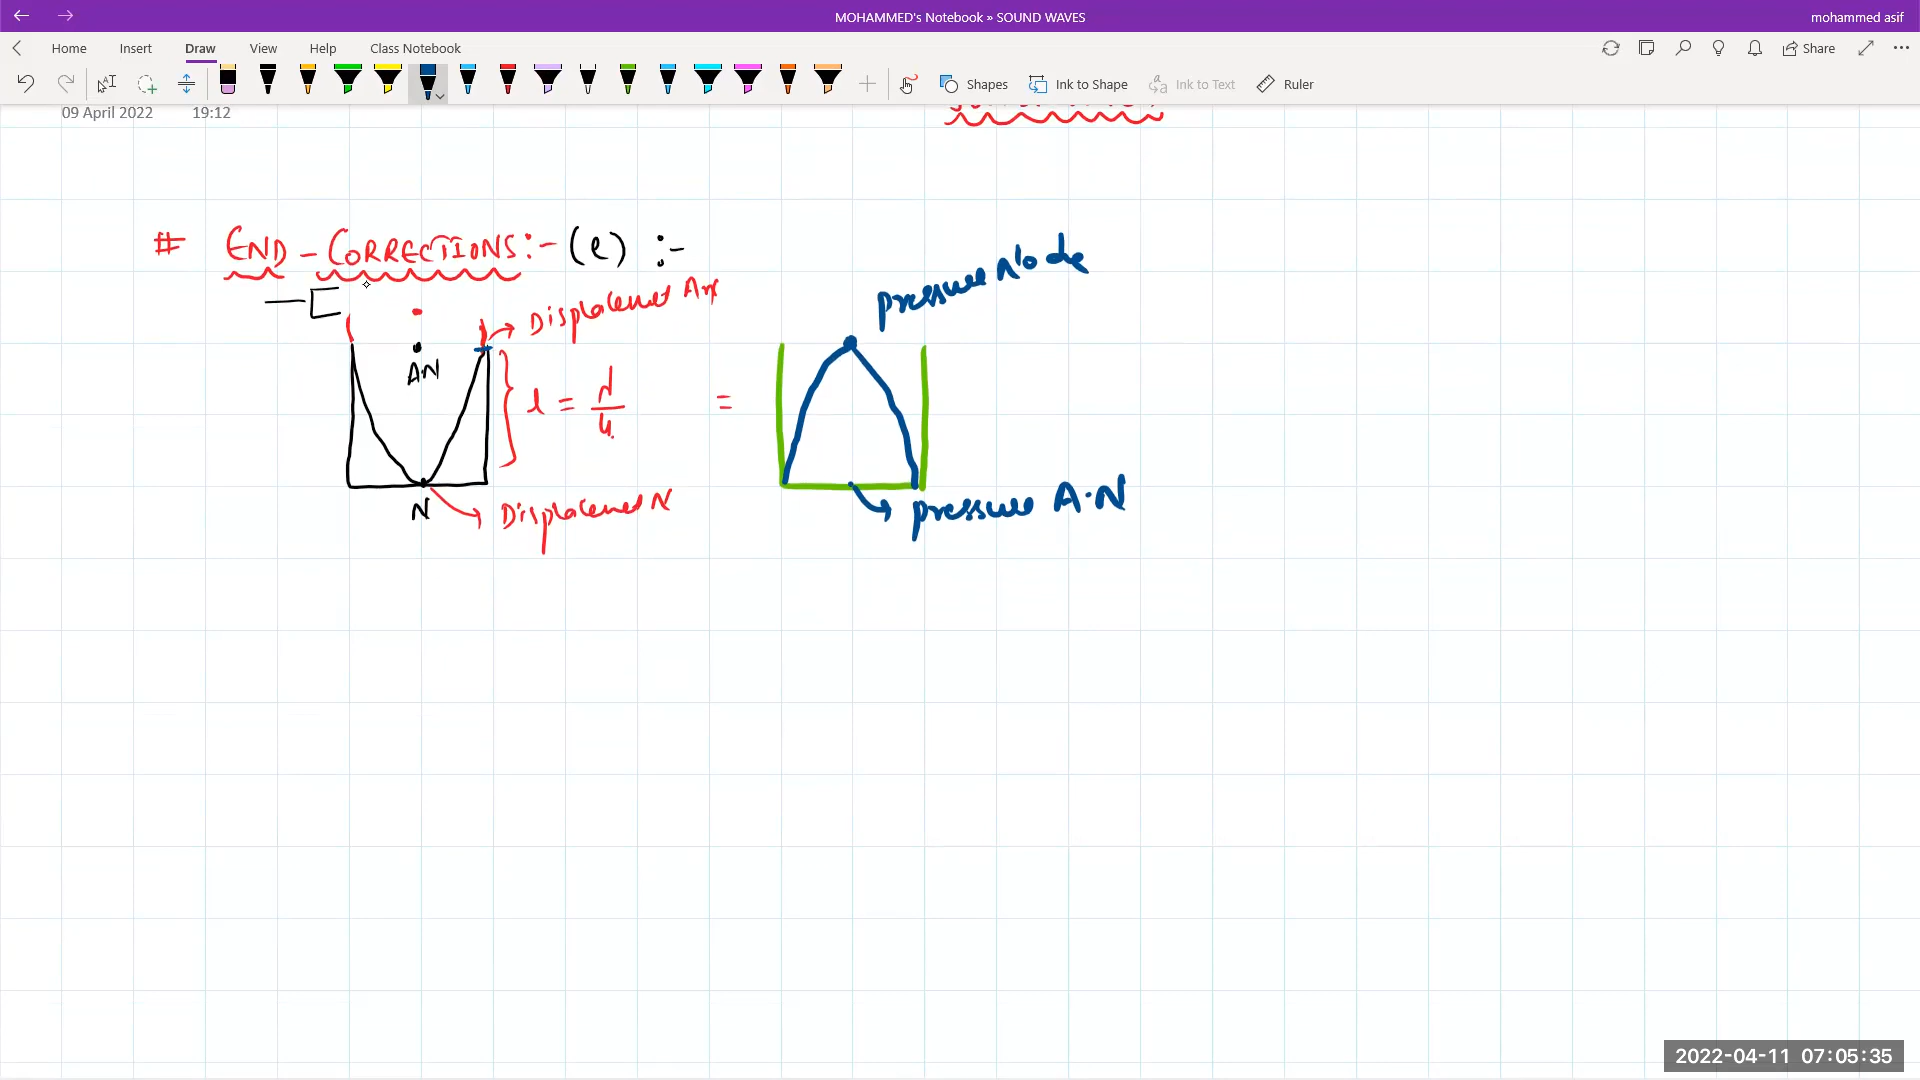 MOHAMMED's Notebook » SOUND WAVES
mohammed asif
Home Insert Draw View Help Class Notebook
Share
Shapes Ink to Shape Ink to Text Ruler
09 April 2022 19:12
# END - CORRECTIONS :- (e) :-
pressure Node
Displacement
AN
l = λ/4
=
N
Displacement N
pressure A.N
2022-04-11 07:05:35